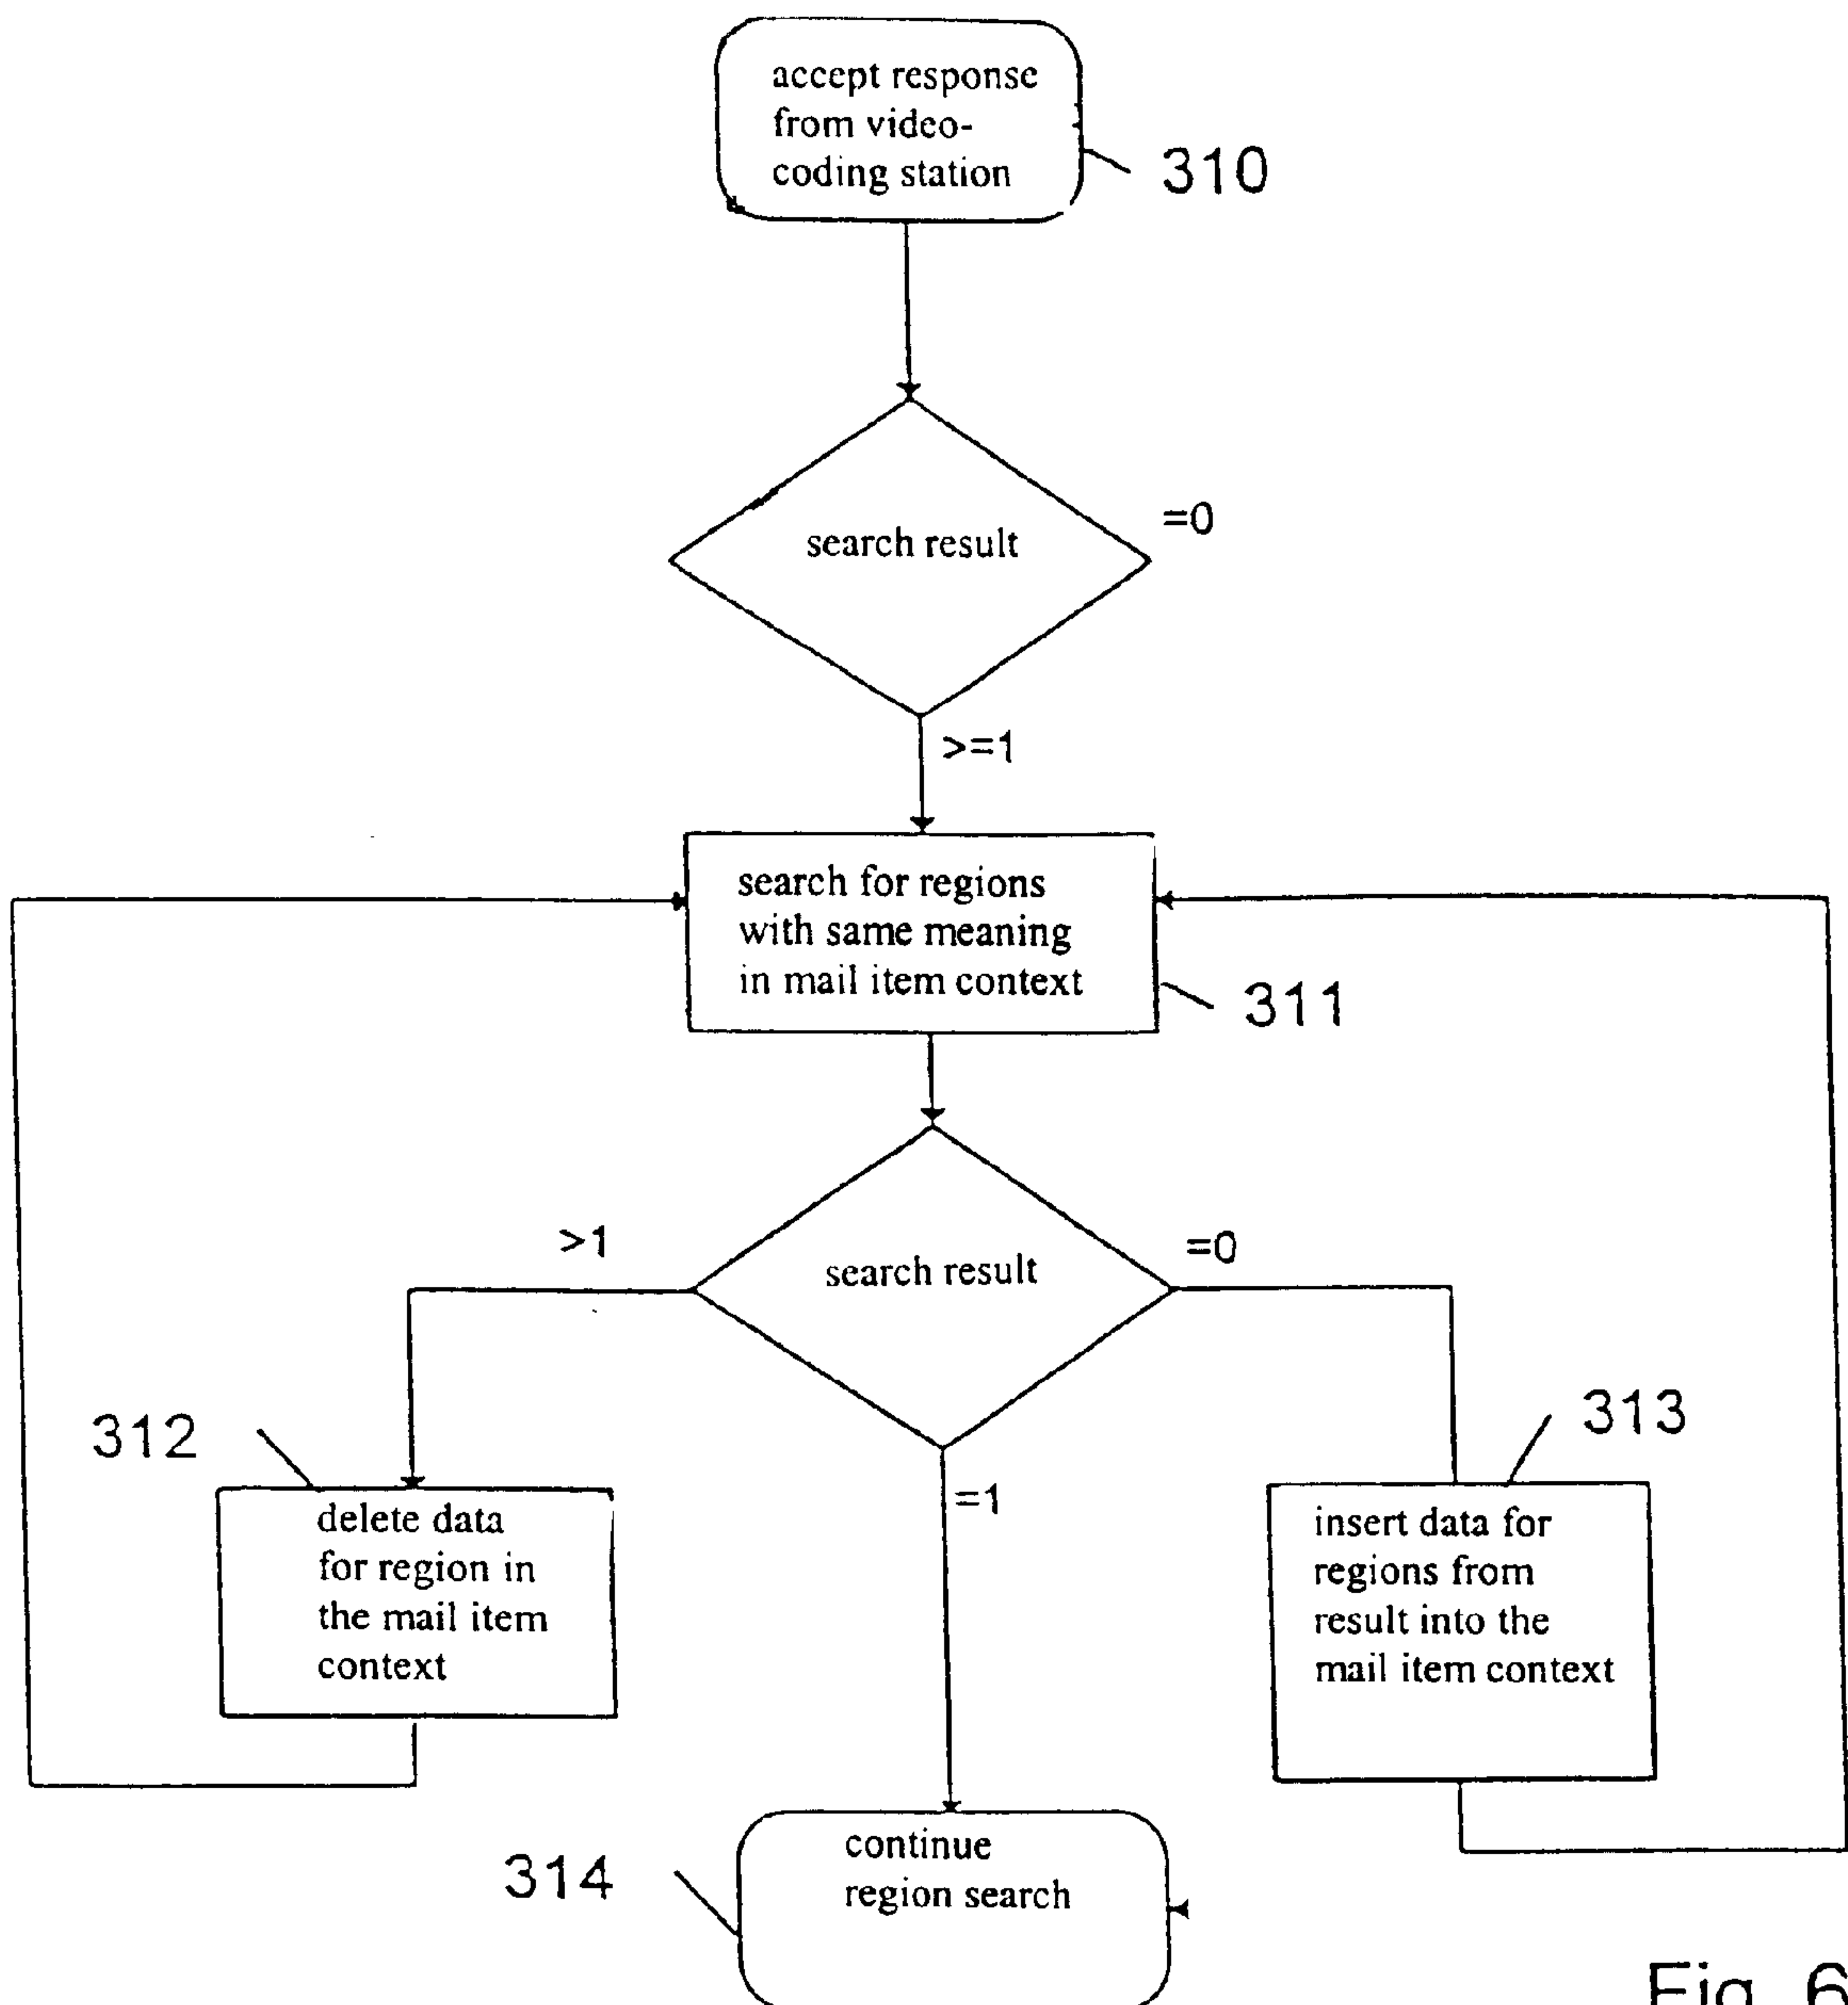 accept response
from video-
coding station
310
=0
search result
>=1
search for regions
with same meaning
in mail item context
311
>1
=0
search result
312
313
=1
delete data
for region in
the mail item
context
insert data for
regions from
result into the
mail item context
314
continue
region search
Fig. 6